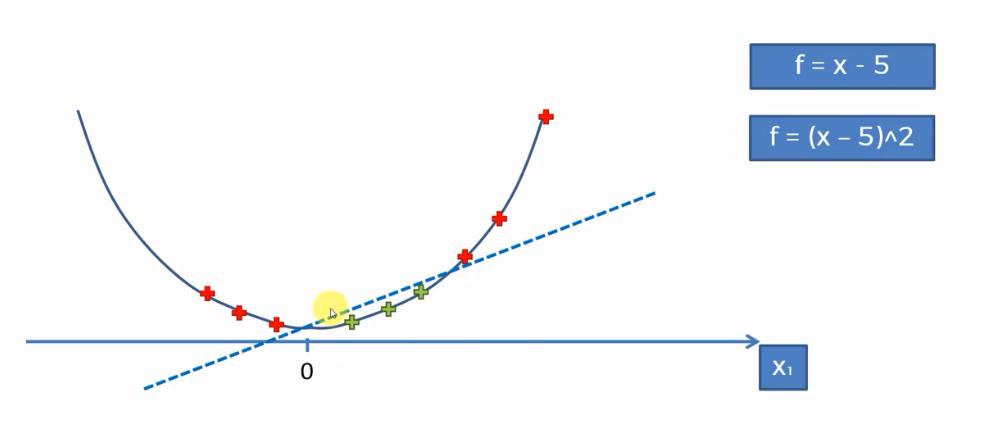 f = x - 5
f = (x – 5)^2
0
x₁